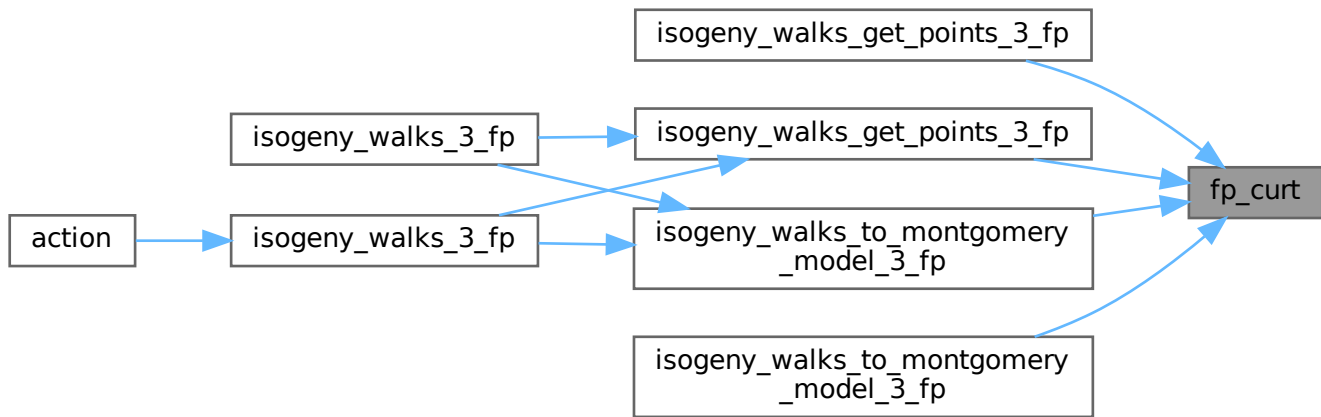 isogeny_walks_get_points_3_fp
isogeny_walks_3_fp
isogeny_walks_get_points_3_fp
fp_curt
action
isogeny_walks_3_fp
isogeny_walks_to_montgomery
_model_3_fp
isogeny_walks_to_montgomery
_model_3_fp